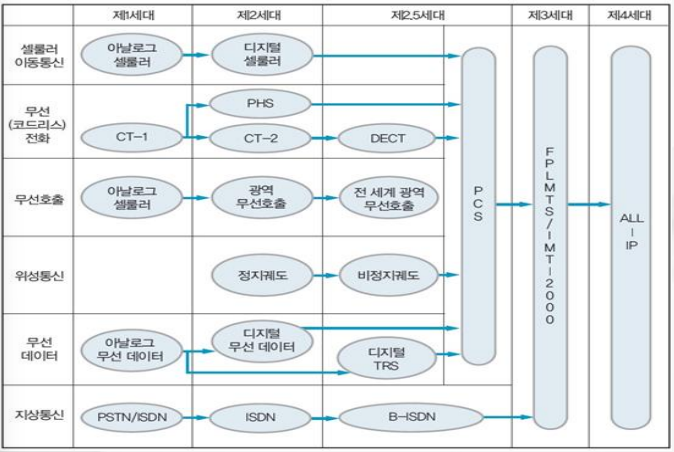 제1세대
제2세대
제2.5세대
제3세대
제4세대
셀룰러
이동통신
아날로그
셀룰러
디지털
셀룰러
무선
(코드리스)
전화
CT-1
PHS
CT-2
DECT
무선호출
아날로그
셀룰러
광역
무선호출
전 세계 광역
무선호출
위성통신
정지궤도
비정지궤도
무선
데이터
아날로그
무선 데이터
디지털
무선 데이터
디지털
TRS
지상통신
PSTN/ISDN
ISDN
B-ISDN
PCS
FPLMTS/IMT-2000
ALL
-
IP